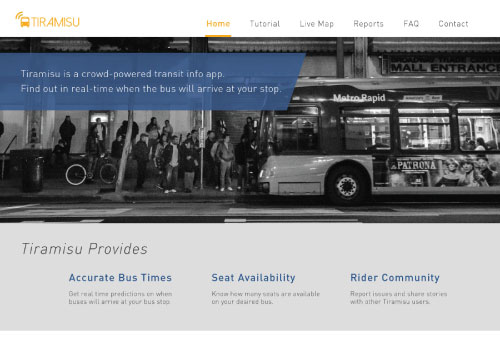 TIRAMISU
Home Tutorial Live Map Reports FAQ Contact
Tiramisu is a crowd-powered transit info app.
Find out in real-time when the bus will arrive at your stop.
MALL ENTRANCE
Metro Rapid
PATRONA
Tiramisu Provides
Accurate Bus Times
Get real time predictions on when
buses will arrive at your bus stop.
Seat Availability
Know how many seats are available
on your desired bus.
Rider Community
Report issues and share stories
with other Tiramisu users.